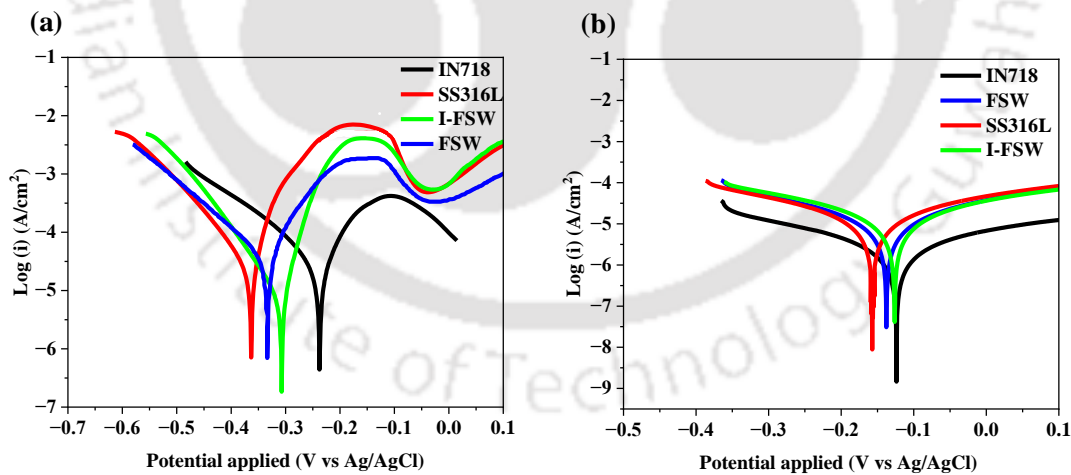 (a)
−1
−2
−3
−4
−5
−6
−7
Log (i) (A/cm²)
IN718
SS316L
I-FSW
FSW
−0.7 −0.6 −0.5 −0.4 −0.3 −0.2 −0.1 0.0 0.1
Potential applied (V vs Ag/AgCl)
(b)
−1
−2
−3
−4
−5
−6
−7
−8
−9
Log (i) (A/cm²)
IN718
FSW
SS316L
I-FSW
−0.5 −0.4 −0.3 −0.2 −0.1 0.0 0.1
Potential applied (V vs Ag/AgCl)
Institute of Technology